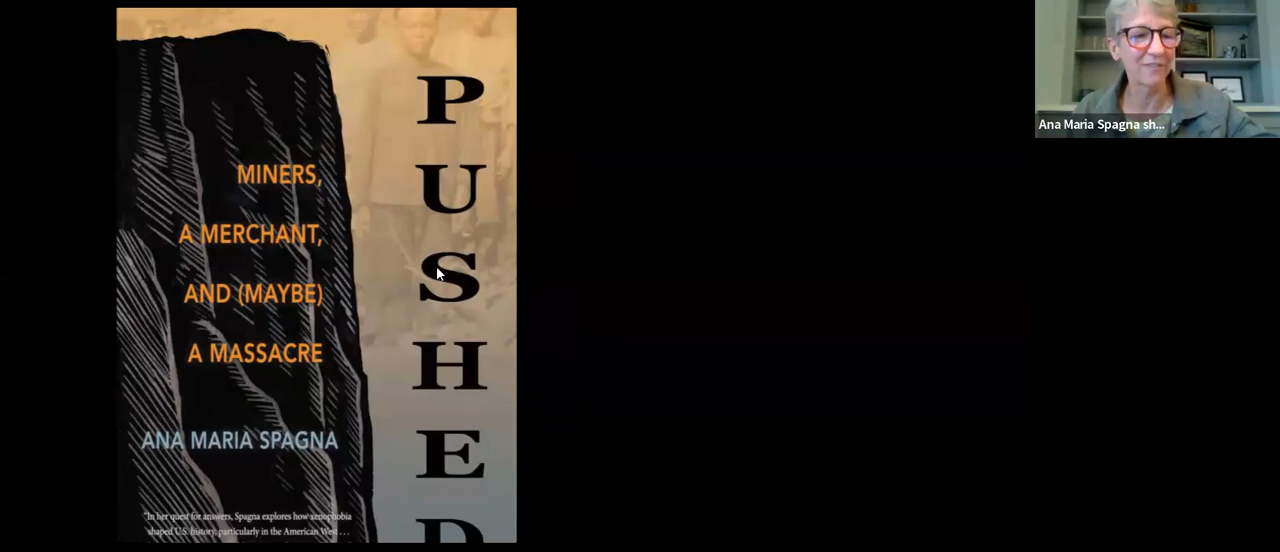 PUSHED
MINERS,
A MERCHANT,
AND (MAYBE)
A MASSACRE
ANA MARIA SPAGNA
"In her quest for answers, Spagna explores how xenophobia
shaped U.S. history, particularly in the American West . . .
Ana Maria Spagna sh...